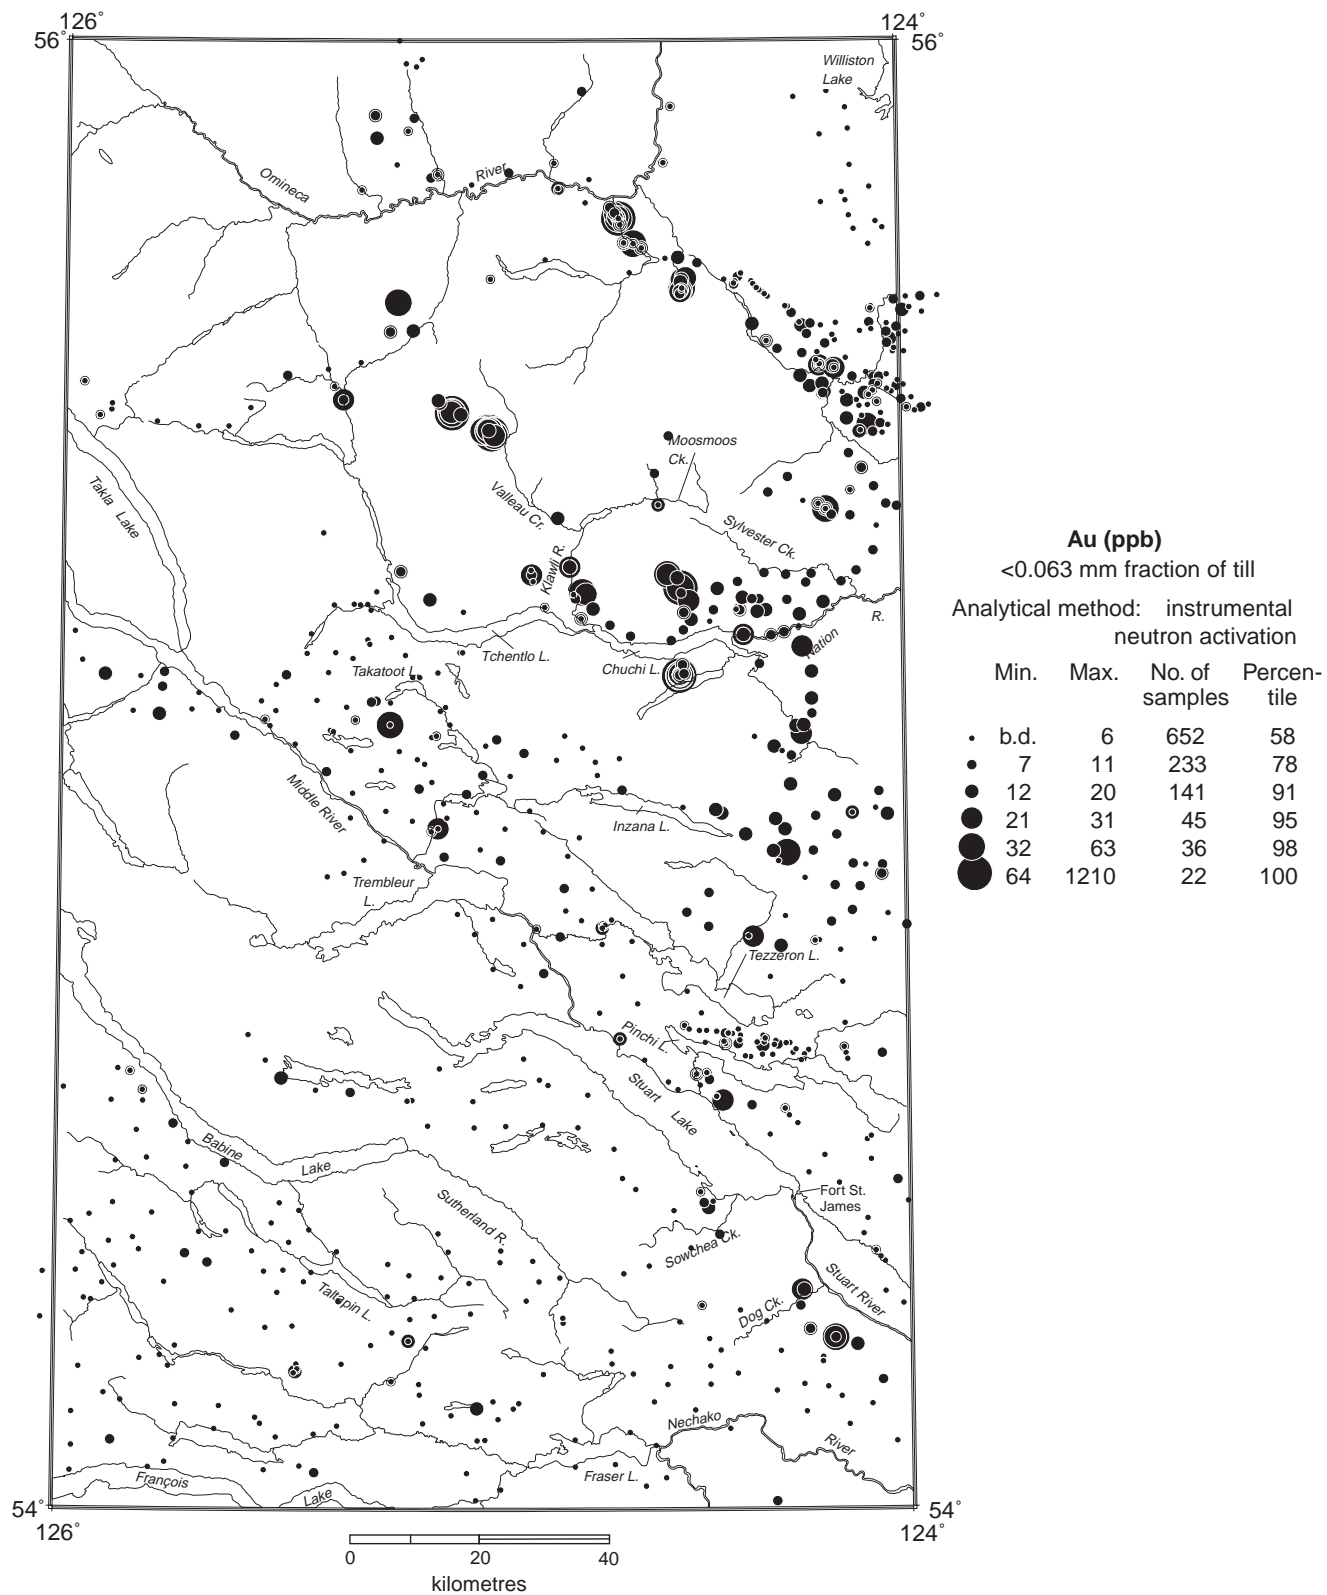 126°
124°
56°
56°
Williston
Lake
Omineca
River
Moosmoos
Ck.
Takla Lake
Valleau Cr.
Sylvester Ck.
Klawli R.
R.
Nation
Tchentlo L.
Chuchi L.
Takatoot L.
Middle River
Inzana L.
Trembleur
L.
Tezzeron L.
Pinchi L.
Stuart
Lake
Babine
Lake
Fort St.
James
Sutherland R.
Sowchea Ck.
Stuart River
Taltapin L.
Dog Ck.
Nechako
River
François
Lake
Fraser L.
54°
54°
126°
124°
0 20 40
kilometres
Au (ppb)
<0.063 mm fraction of till
Analytical method: instrumental
neutron activation
Min. Max. No. of Percen-
samples tile
b.d. 6 652 58
7 11 233 78
12 20 141 91
21 31 45 95
32 63 36 98
64 1210 22 100